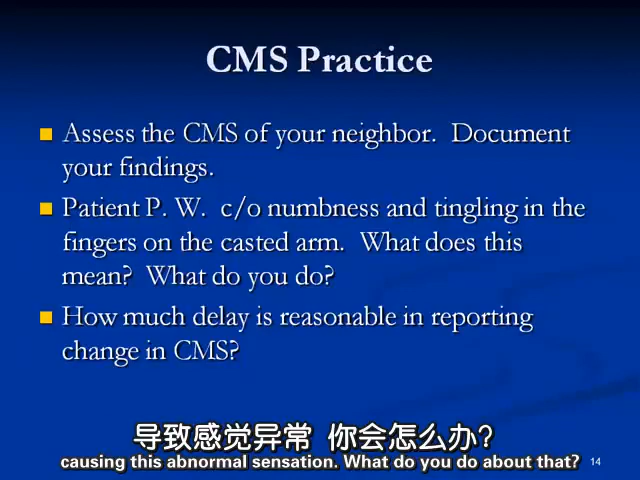 CMS Practice
Assess the CMS of your neighbor. Document
your findings.
Patient P. W. c/o numbness and tingling in the
fingers on the casted arm. What does this
mean? What do you do?
How much delay is reasonable in reporting
change in CMS?
导致感觉异常 你会怎么办?
causing this abnormal sensation. What do you do about that?
14